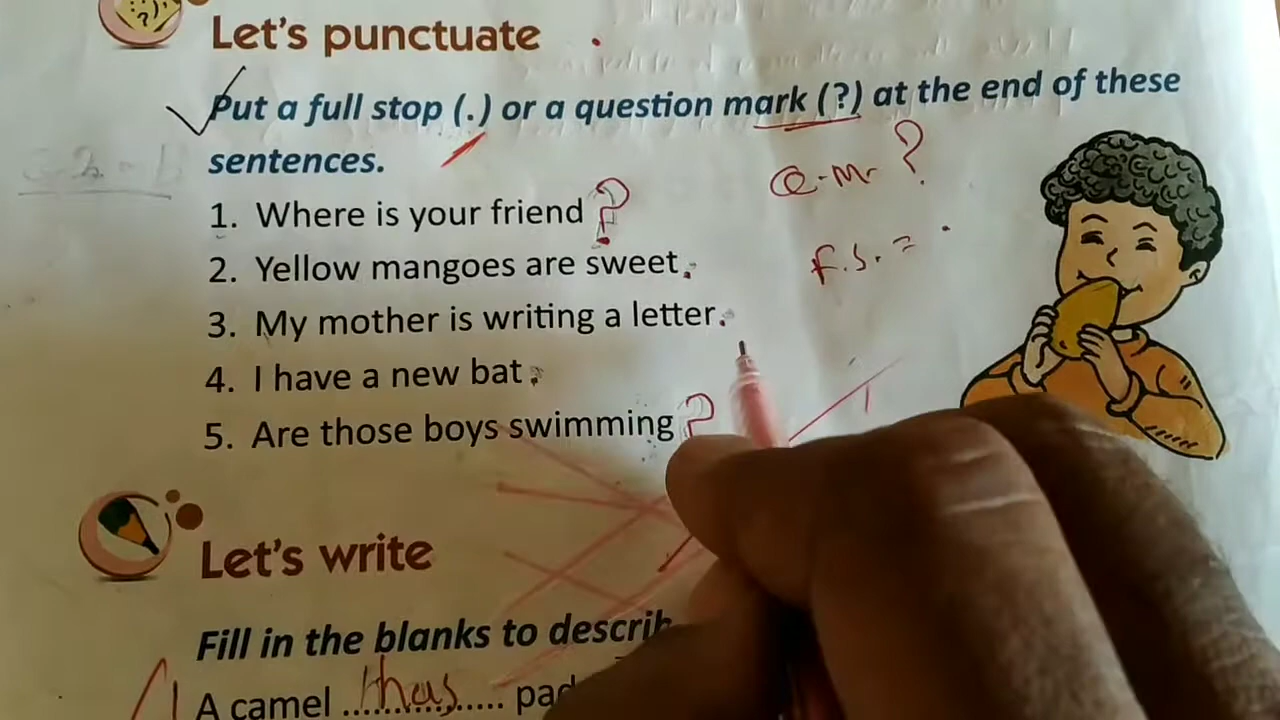 Let's punctuate .
Put a full stop (.) or a question mark (?) at the end of these
sentences.
Q.M. ?
1. Where is your friend ?
F.S. = .
2. Yellow mangoes are sweet.
3. My mother is writing a letter.
4. I have a new bat.
5. Are those boys swimming ?
Let's write
Fill in the blanks to describ
A camel ....has..... pad